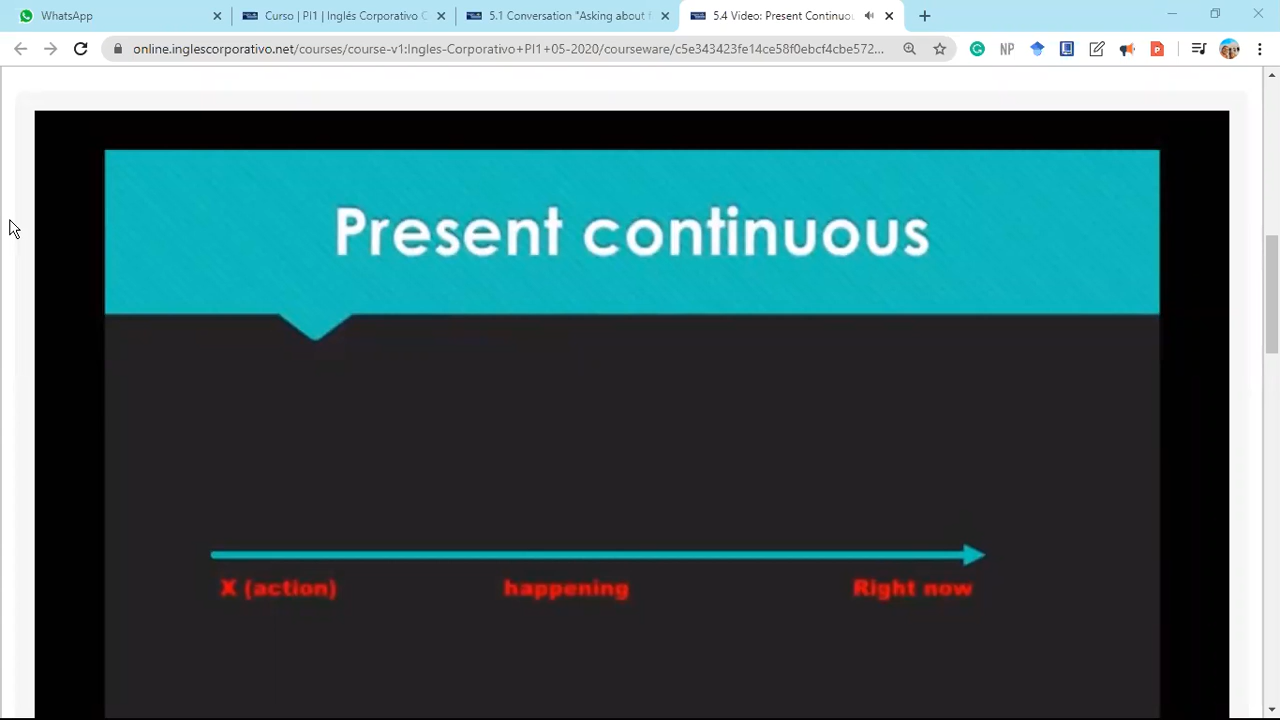 WhatsApp
Curso | PI1 | Inglés Corporativo G
5.1 Conversation "Asking about f
5.4 Video: Present Continuou
online.inglescorporativo.net/courses/course-v1:Ingles-Corporativo+PI1+05-2020/courseware/c5e343423fe14ce58f0ebcf4cbe572...
NP
Present continuous
X (action) happening Right now